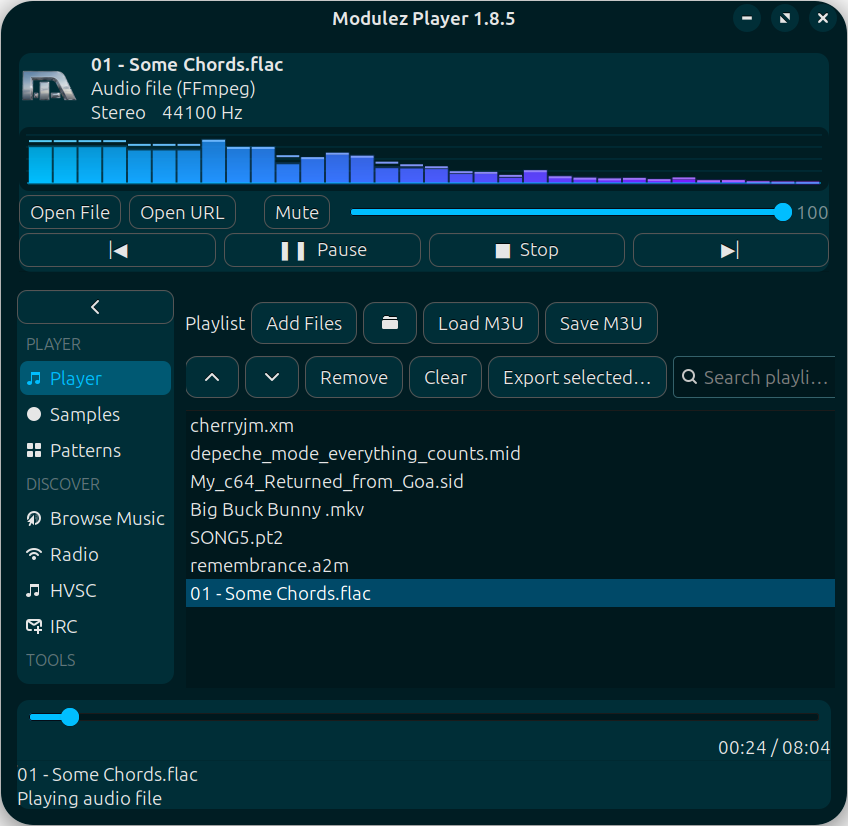 Modulez Player 1.8.5
01 - Some Chords.flac
Audio file (FFmpeg)
Stereo 44100 Hz
Open File Open URL Mute 100
Pause Stop
PLAYER
Player
Samples
Patterns
DISCOVER
Browse Music
Radio
HVSC
IRC
TOOLS
Playlist Add Files Load M3U Save M3U
Remove Clear Export selected... Search playli...
cherryjm.xm
depeche_mode_everything_counts.mid
My_c64_Returned_from_Goa.sid
Big Buck Bunny .mkv
SONG5.pt2
remembrance.a2m
01 - Some Chords.flac
00:24 / 08:04
01 - Some Chords.flac
Playing audio file